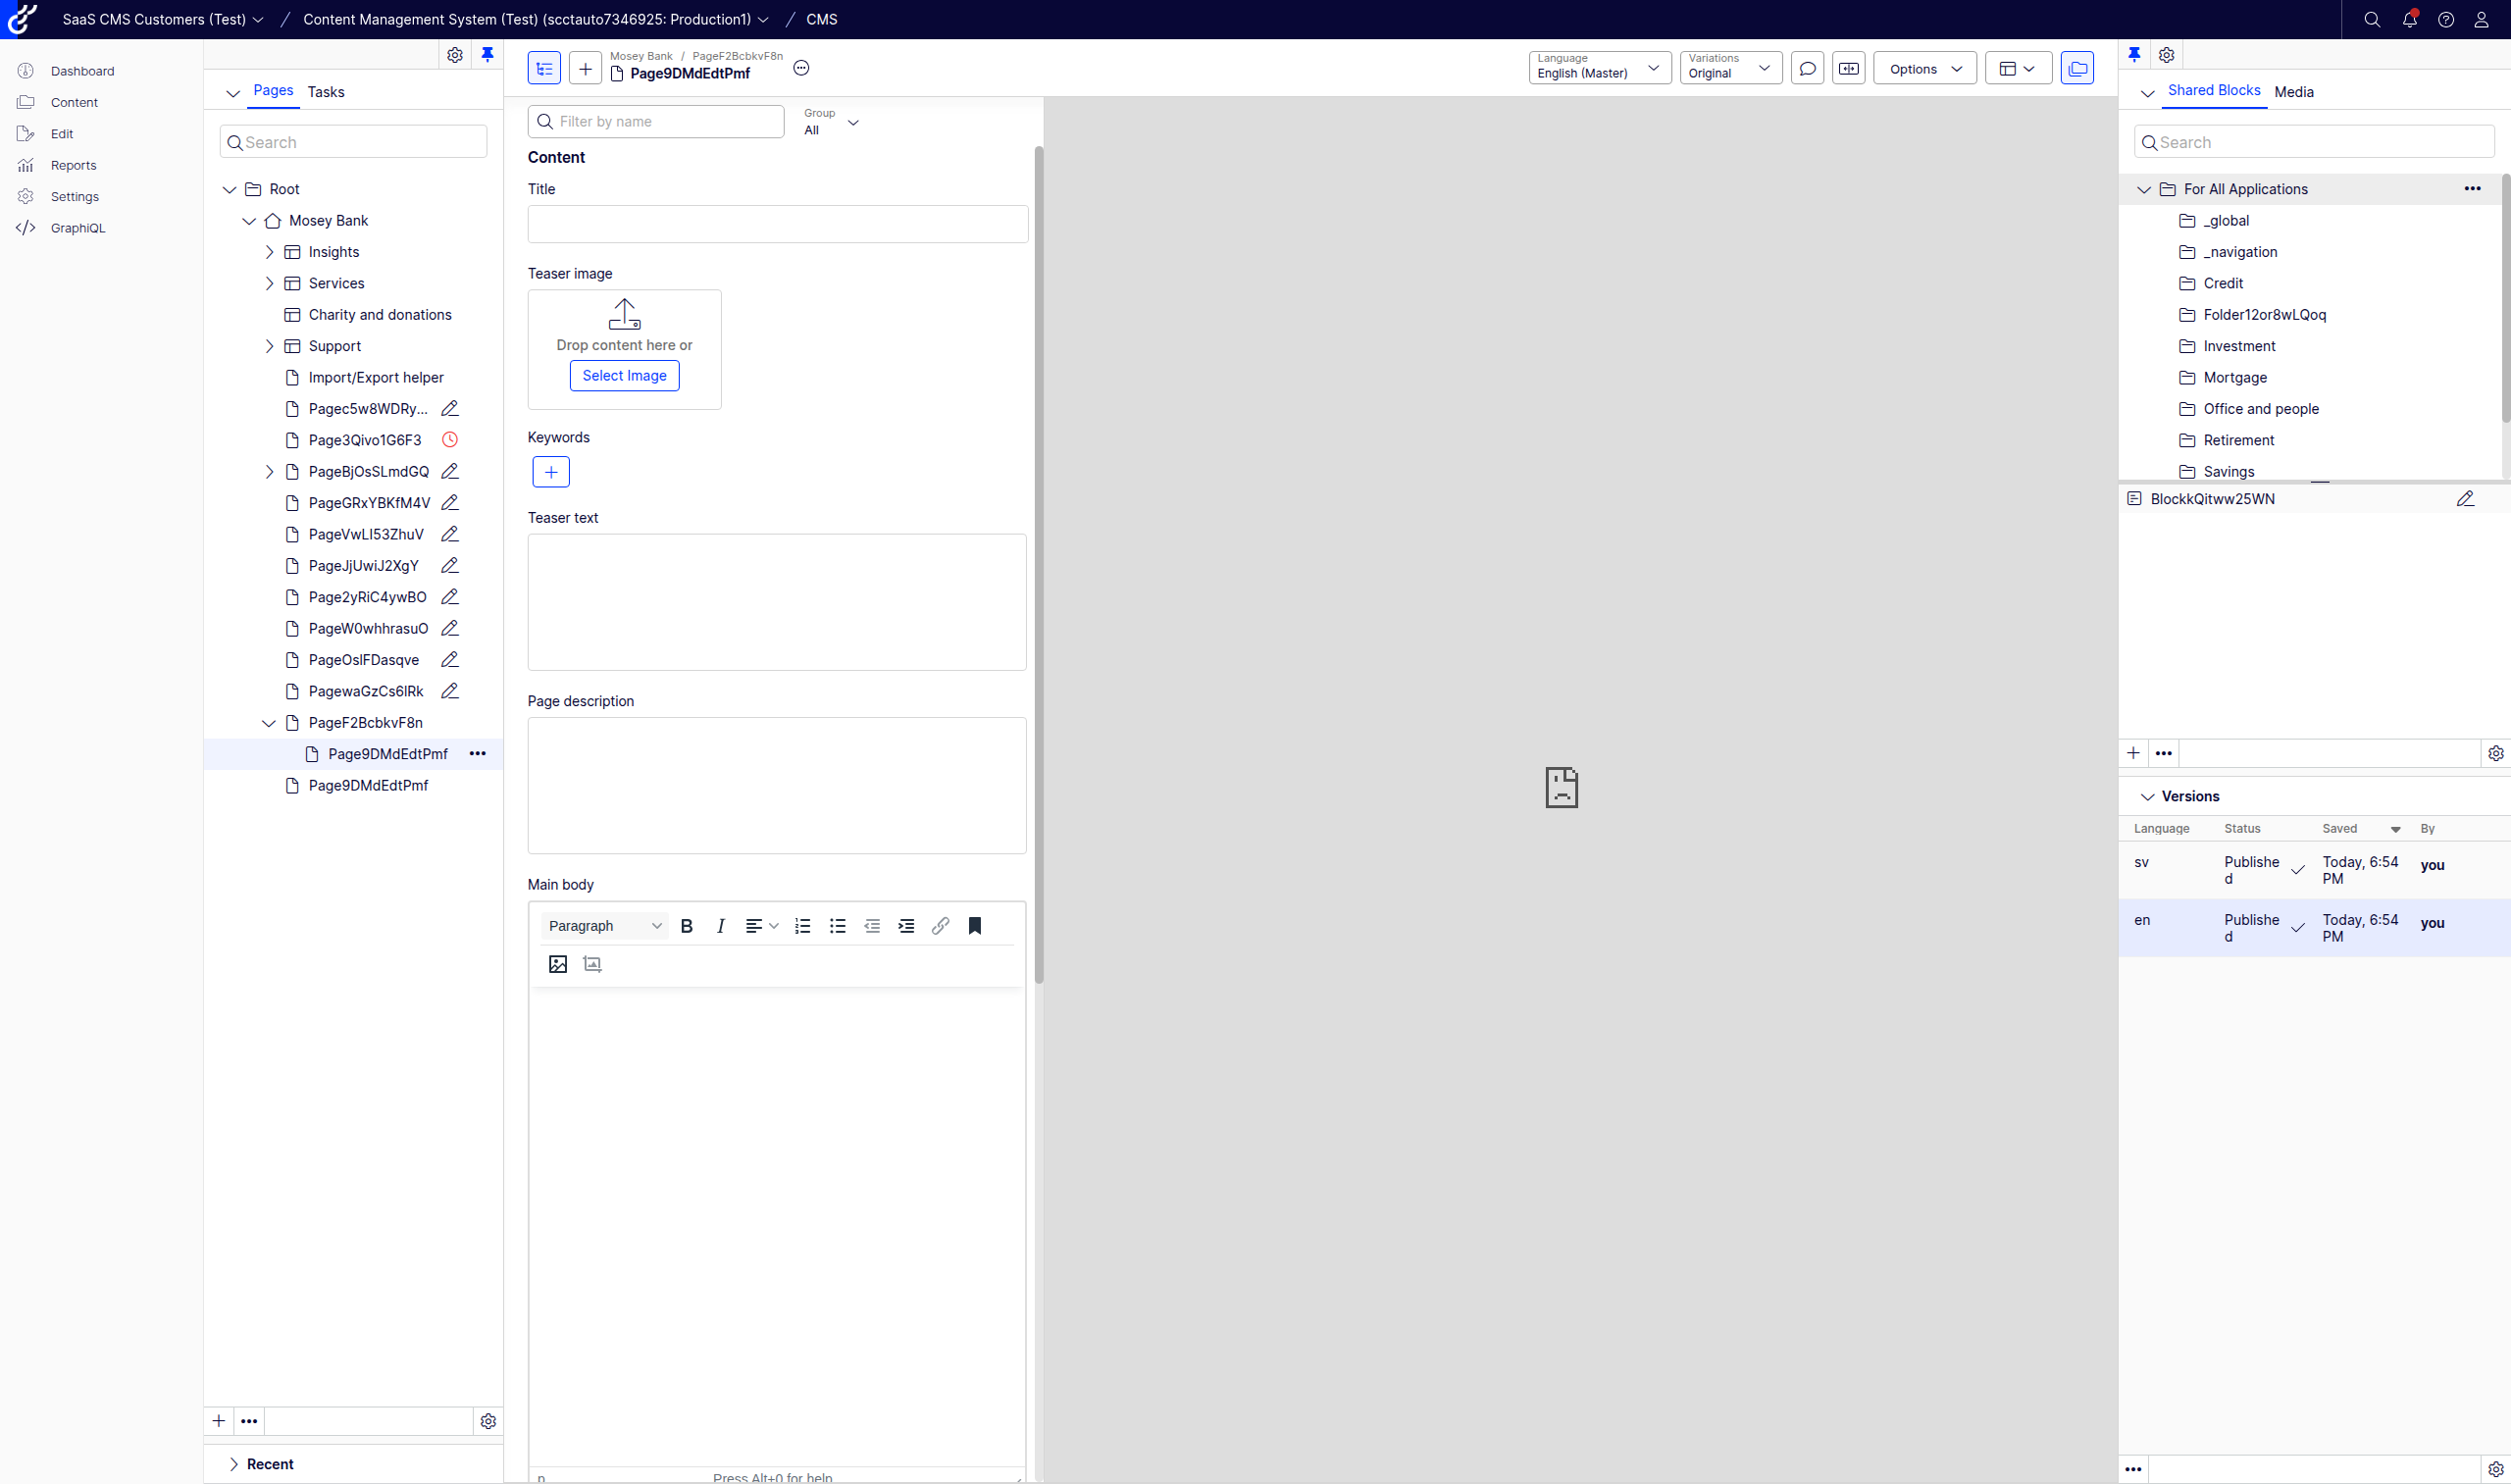 SaaS CMS Customers (Test) / Content Management System (Test) (scctauto7346925: Production1) / CMS
Dashboard
Content
Edit
Reports
Settings
GraphiQL
Pages Tasks
Search
Root
Mosey Bank
Insights
Services
Charity and donations
Support
Import/Export helper
Pagec5w8WDRy...
Page3Qivo1G6F3
PageBjOsSLmdGQ
PageGRxYBKfM4V
PageVwLI53ZhuV
PageJjUwiJ2XgY
Page2yRiC4ywBO
PageW0whhrasuO
PageOsIFDasqve
PagewaGzCs6IRk
PageF2BcbkvF8n
Page9DMdEdtPmf
Page9DMdEdtPmf
Recent
Mosey Bank / PageF2BcbkvF8n
Page9DMdEdtPmf
Language
English (Master)
Variations
Original
Options
Filter by name
Group
All
Content
Title
Teaser image
Drop content here or
Select Image
Keywords
Teaser text
Page description
Main body
Paragraph
B I
p
Press Alt+0 for help
Shared Blocks Media
Search
For All Applications
_global
_navigation
Credit
Folder12or8wLQoq
Investment
Mortgage
Office and people
Retirement
Savings
BlockkQitww25WN
Versions
Language Status Saved By
sv Publishe Today, 6:54 you
d PM
en Publishe Today, 6:54 you
d PM